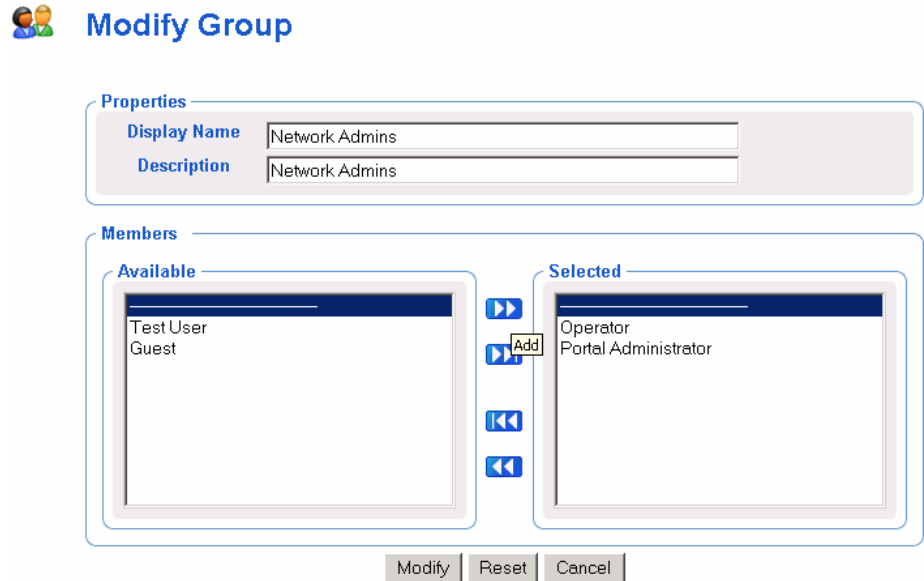 Modify Group
Properties
Display Name
Network Admins
Description
Network Admins
Members
Available
Test User
Guest
Add
Selected
Operator
Portal Administrator
Modify
Reset
Cancel